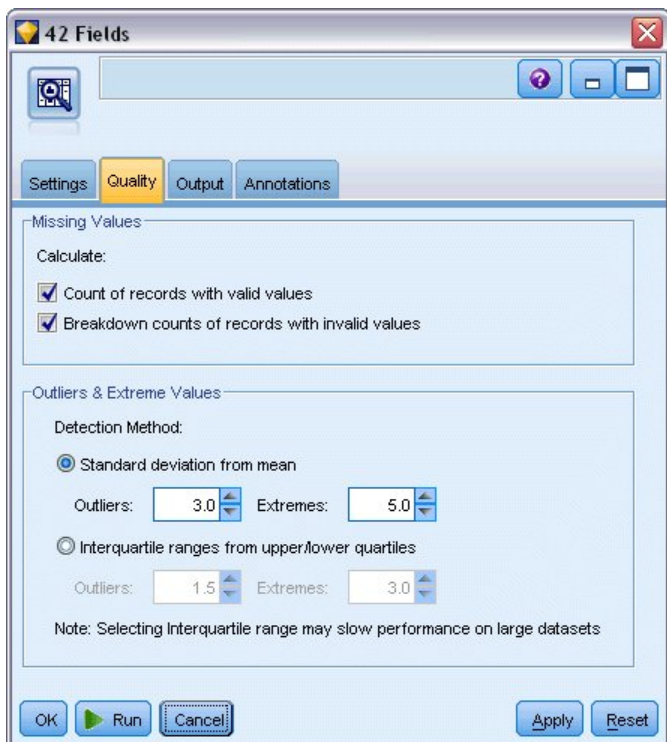 42 Fields
Settings Quality Output Annotations
Missing Values
Calculate:
Count of records with valid values
Breakdown counts of records with invalid values
Outliers & Extreme Values
Detection Method:
Standard deviation from mean
Outliers: 3.0 Extremes: 5.0
Interquartile ranges from upper/lower quartiles
Outliers: 1.5 Extremes: 3.0
Note: Selecting Interquartile range may slow performance on large datasets
OK Run Cancel Apply Reset